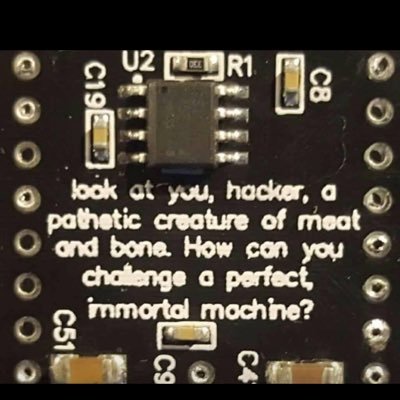 U2
R1
C19
C8
look at you, hacker, a
pathetic creature of meat
and bone. How can you
challenge a perfect,
immortal machine?
C51
C9
C4